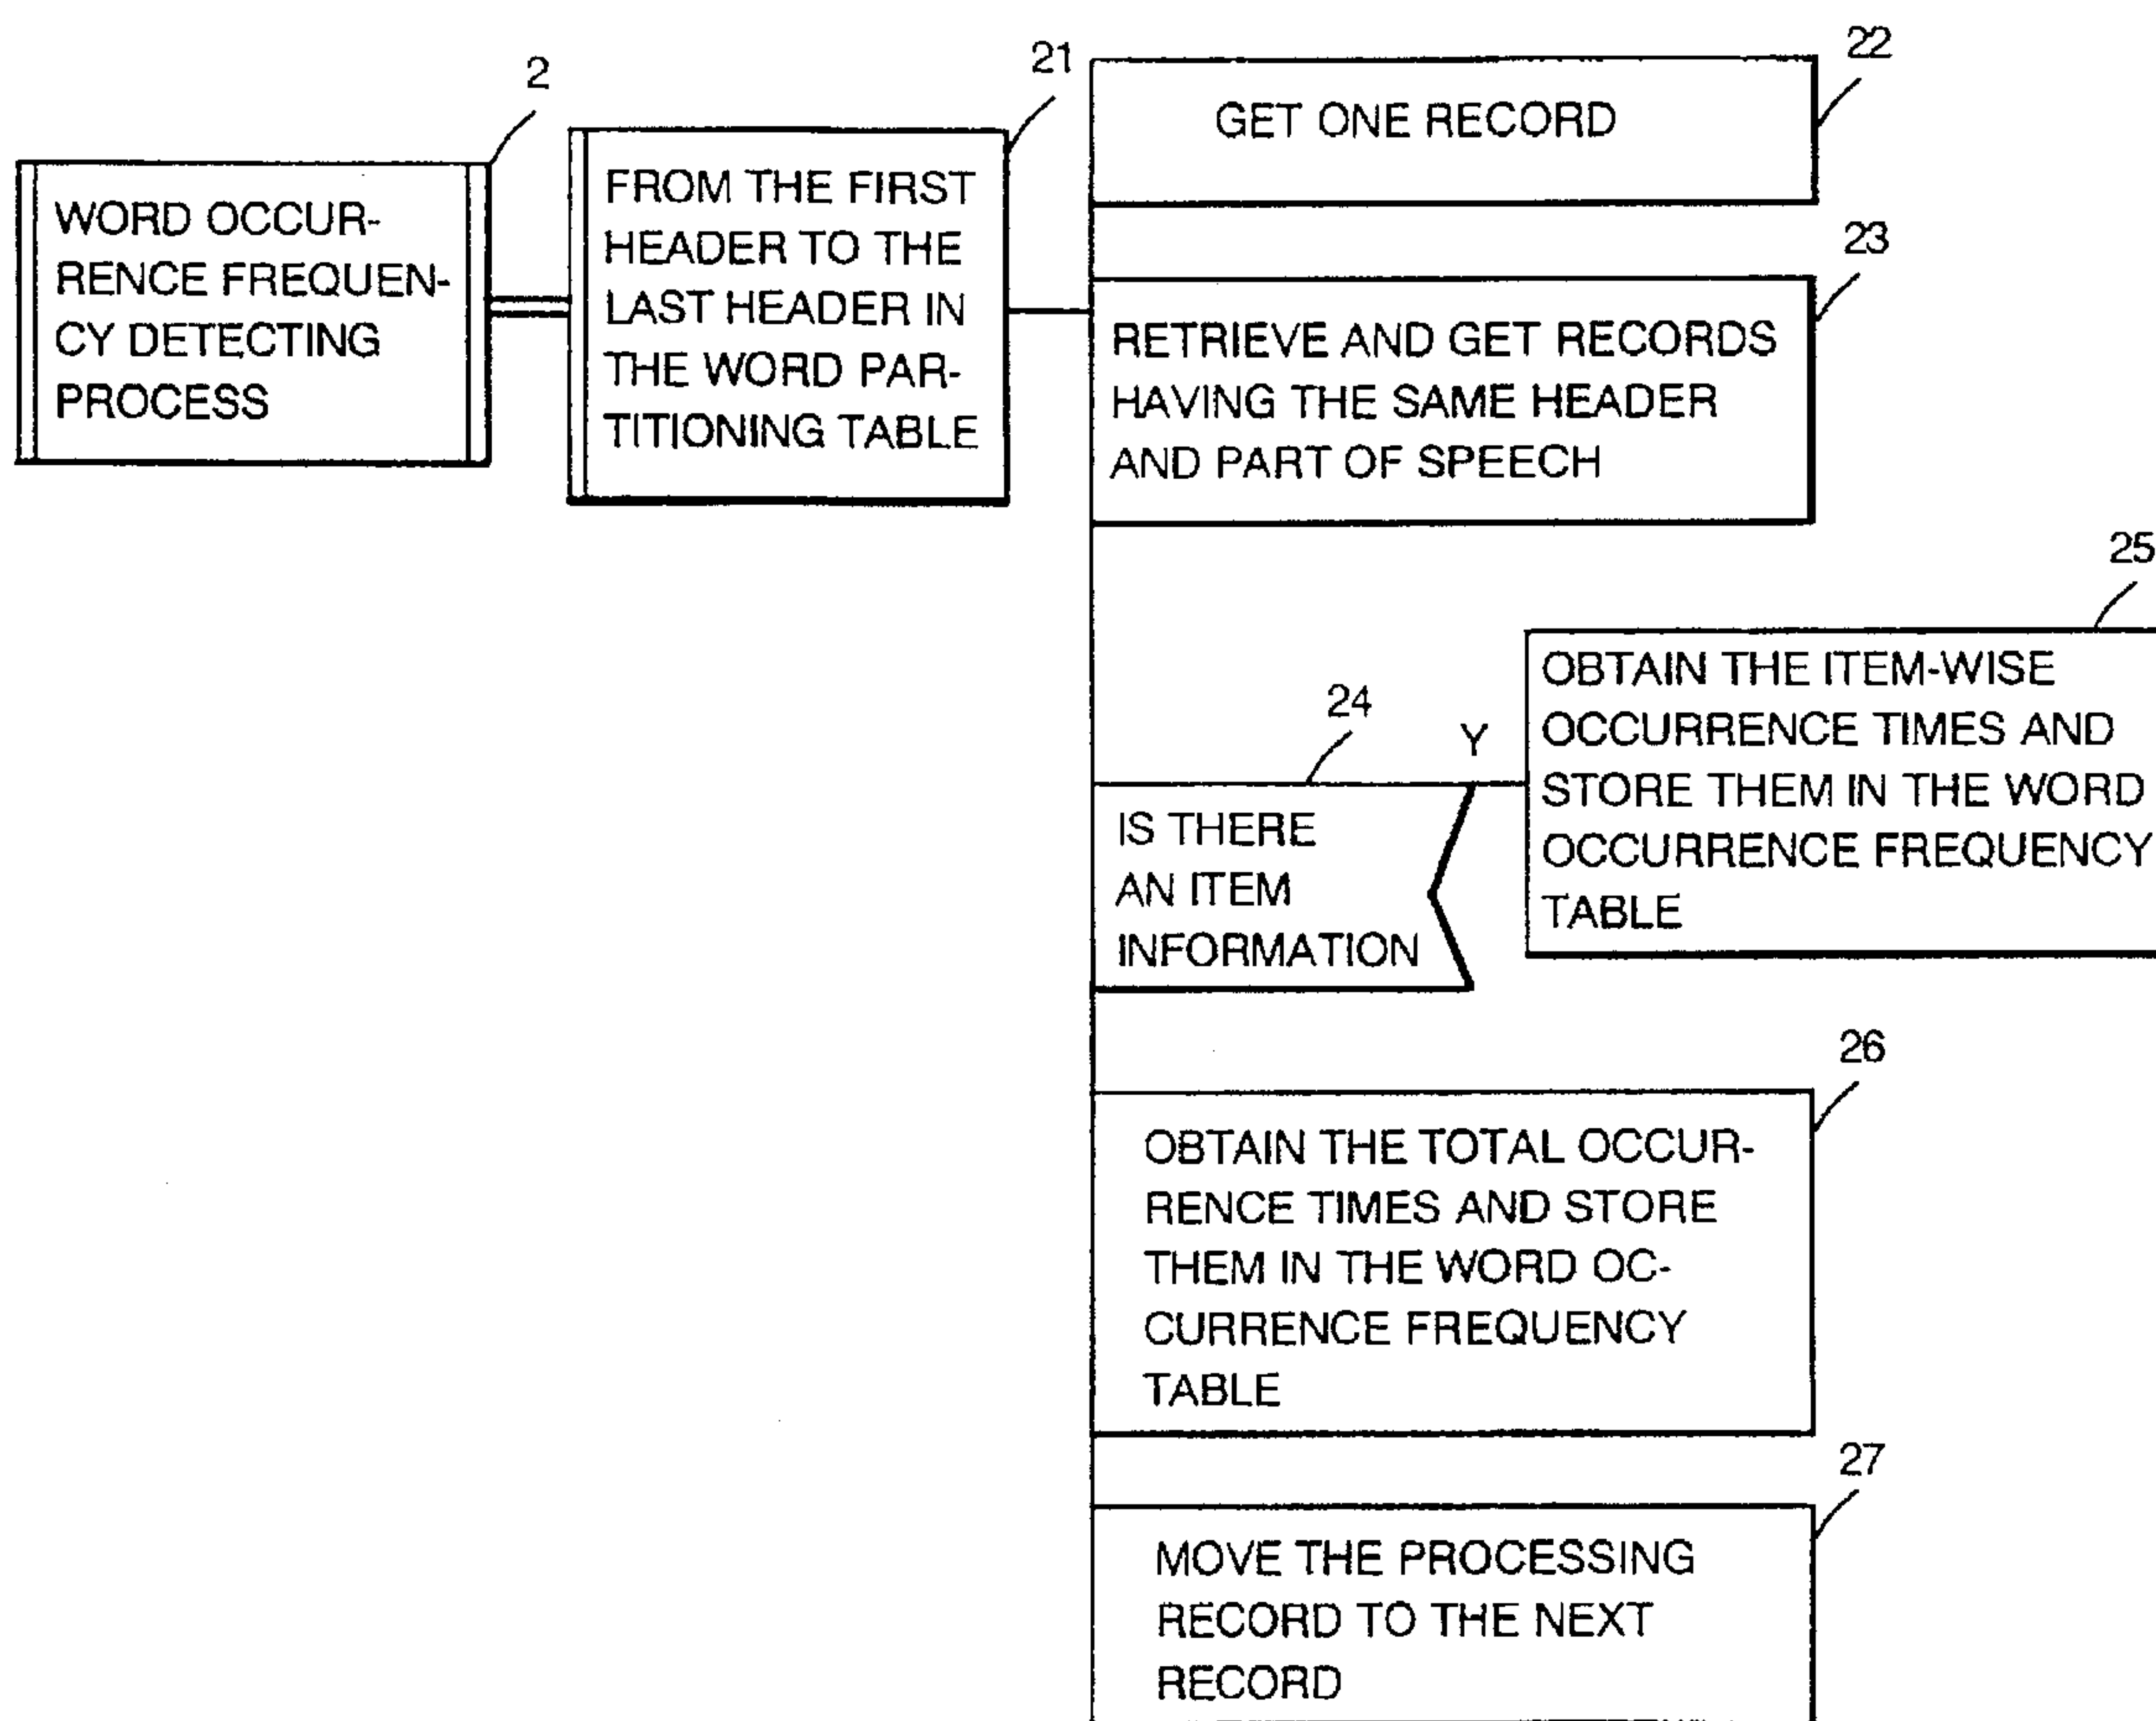 2
WORD OCCUR-
RENCE FREQUEN-
CY DETECTING
PROCESS
21
FROM THE FIRST
HEADER TO THE
LAST HEADER IN
THE WORD PAR-
TITIONING TABLE
22
GET ONE RECORD
23
RETRIEVE AND GET RECORDS
HAVING THE SAME HEADER
AND PART OF SPEECH
24
Y
IS THERE
AN ITEM
INFORMATION
25
OBTAIN THE ITEM-WISE
OCCURRENCE TIMES AND
STORE THEM IN THE WORD
OCCURRENCE FREQUENCY
TABLE
26
OBTAIN THE TOTAL OCCUR-
RENCE TIMES AND STORE
THEM IN THE WORD OC-
CURRENCE FREQUENCY
TABLE
27
MOVE THE PROCESSING
RECORD TO THE NEXT
RECORD